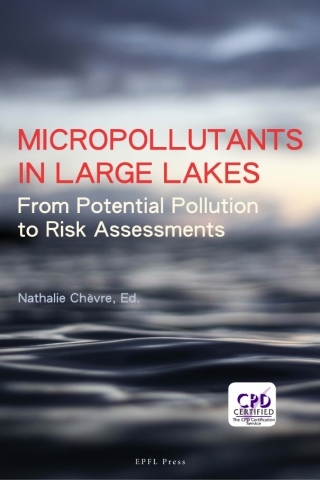 MICROPOLLUTANTS
IN LARGE LAKES
From Potential Pollution
to Risk Assessments
Nathalie Chèvre, Ed.
CPD
CERTIFIED
The CPD Certification
Service
EPFL Press